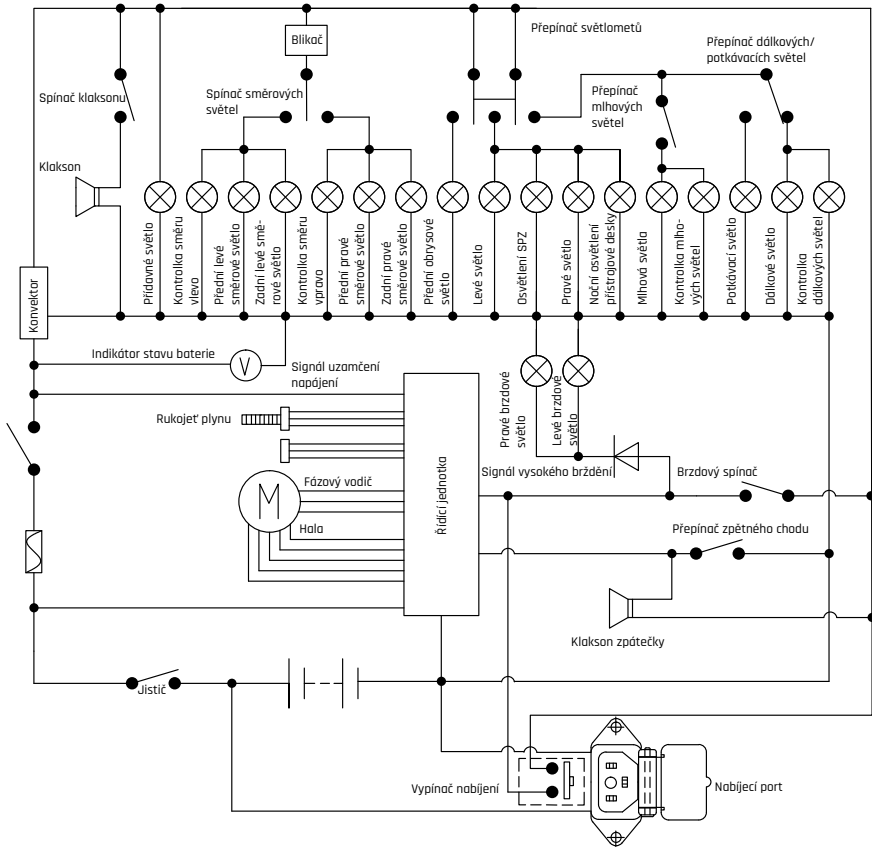 Blikač
Přepínač světlometů
Přepínač dálkových/
potkávacích světel
Spínač klaksonu
Spínač směrových
světel
Přepínač
mlhových
světel
Klakson
Přídavné světlo
Kontrolka směru
vlevo
Přední levé
směrové světlo
Zadní levé smě-
rové světlo
Kontrolka směru
vpravo
Přední pravé
směrové světlo
Zadní pravé
směrové světlo
Přední obrysové
světlo
Levé světlo
Osvětlení SPZ
Pravé světlo
Noční osvětlení
přístrojové desky
Mlhová světla
Kontrolka mlho-
vých světel
Potkávací světlo
Dálkové světlo
Kontrolka
dálkových světel
Konvektor
Indikátor stavu baterie
V
Signál uzamčení
napájení
Rukojeť plynu
Pravé brzdové
světlo
Levé brzdové
světlo
Řídící jednotka
Signál vysokého brždění
Brzdový spínač
Fázový vodič
M
Hala
Přepínač zpětného chodu
Klakson zpátečky
Jistič
Vypínač nabíjení
Nabíjecí port